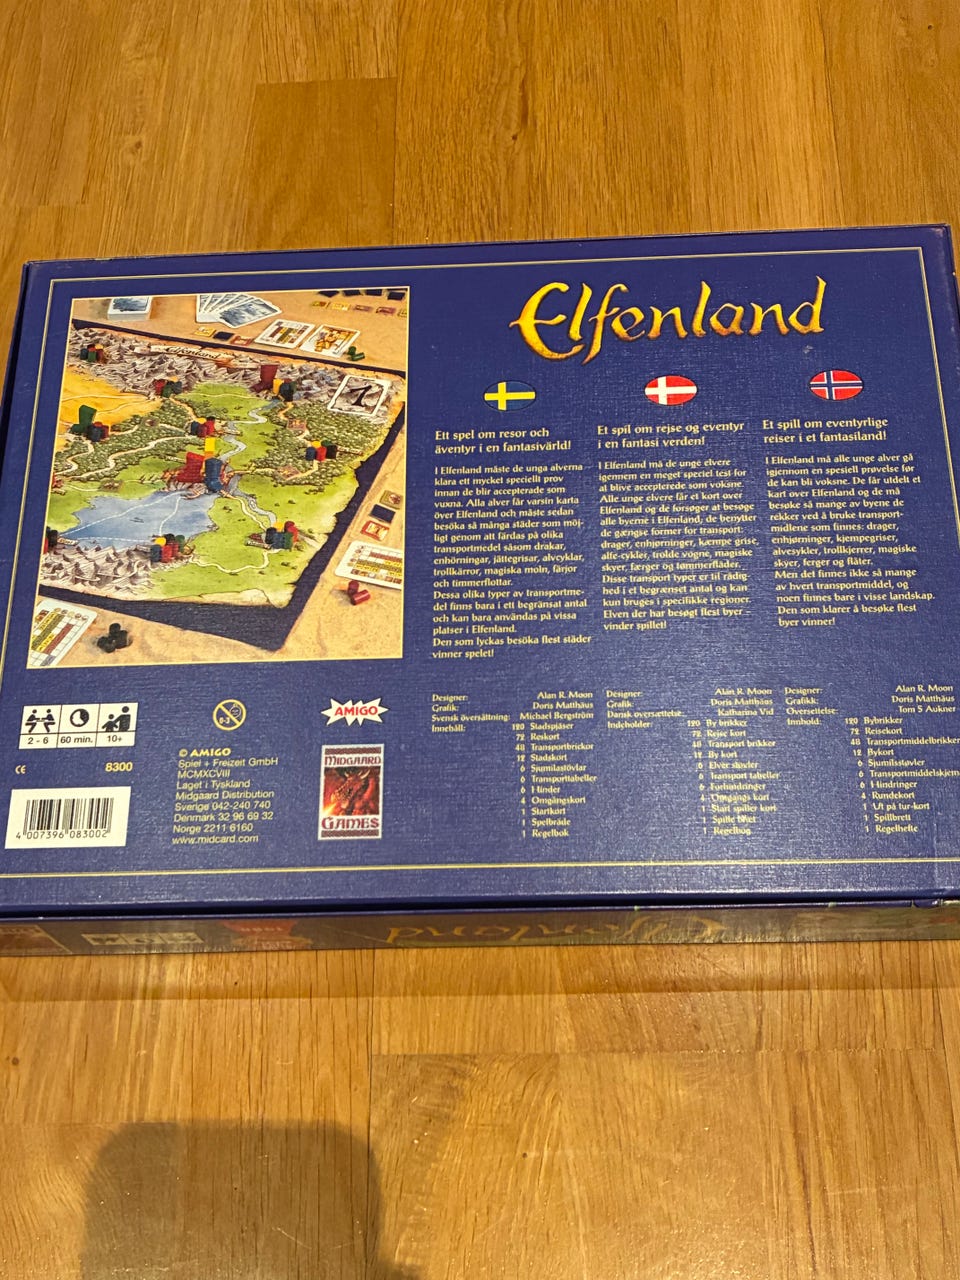 Elfenland
Elfenland
1
Ett spel om resor och
äventyr i en fantasivärld!
I Elfenland måste de unga alverna
klara ett mycket speciellt prov
innan de blir accepterade som
vuxna. Alla alver får varsin karta
över Elfenland och måste sedan
besöka så många städer som möj-
ligt genom att färdas på olika
transportmedel såsom drakar,
enhörningar, jättegrisar, alvcyklar,
trollkärror, magiska moln, färjor
och timmerflottar.
Dessa olika typer av transportme-
del finns bara i ett begränsat antal
och kan bara användas på vissa
platser i Elfenland.
Den som lyckas besöka flest städer
vinner spelet!
Et spil om rejse og eventyr
i en fantasi verden!
I Elfenland må de unge elvere
igennem en meget speciel test for
at blive accepterede som voksne.
Alle unge elvere får et kort over
Elfenland og de forsøger at besøge
alle byerne i Elfenland, de benytter
de gængse former for transport:
drager, enhjørninger, kæmpe grise,
alfe-cykler, trolde vogne, magiske
skyer, færger og tømmerflåder.
Disse transport typer er til rådig-
hed i et begrænset antal og kan
kun bruges i specifikke regioner.
Elven der har besøgt flest byer
vinder spillet!
Et spill om eventyrlige
reiser i et fantasiland!
I Elfenland må alle unge alver gå
igjennom en spesiell prøvelse før
de kan bli voksne. De får utdelt et
kart over Elfenland og de må
besøke så mange av byene de
rekker ved å bruke transport-
midlene som finnes: drager,
enhjørninger, kjempegriser,
alvesykler, trollkjerrer, magiske
skyer, ferger og flåter.
Men det finnes ikke så mange
av hvert transportmiddel, og
noen finnes bare i visse landskap.
Den som klarer å besøke flest
byer vinner!
2 - 6
60 min.
10+
0-3
AMIGO
CE
8300
4 007396 083002
© AMIGO
Spiel + Freizeit GmbH
MCMXCVIII
Laget i Tyskland
Midgaard Distribution
Sverige 042-240 740
Denmark 32 96 69 32
Norge 2211 6160
www.midcard.com
MIDGAARD
GAMES
Designer: Alan R. Moon
Grafik: Doris Matthäus
Svensk översättning: Michael Bergström
Innehåll: 120 Stadspjäser
72 Reskort
48 Transportbrickor
12 Stadskort
6 Sjumilastövlar
6 Transporttabeller
6 Hinder
4 Omgångskort
1 Startkort
1 Spelbräde
1 Regelbok
Designer: Alan R. Moon
Grafik: Doris Matthäus
Dansk oversættelse: Katharina Vid
Indeholder: 120 By brikker
72 Rejse kort
48 Transport brikker
12 By kort
6 Elver støvler
6 Transport tabeller
6 Forhindringer
4 Omgangs kort
1 Start spiller kort
1 Spille bræt
1 Regelbog
Designer: Alan R. Moon
Grafikk: Doris Matthäus
Oversettelse: Tom S Aukner
Innhold: 120 Bybrikker
72 Reisekort
48 Transportmiddelbrikker
12 Bykort
6 Sjumilsstøvler
6 Transportmiddelskjem
6 Hindringer
4 Rundekort
1 Ut på tur-kort
1 Spillbrett
1 Regelhefte
Elfenland